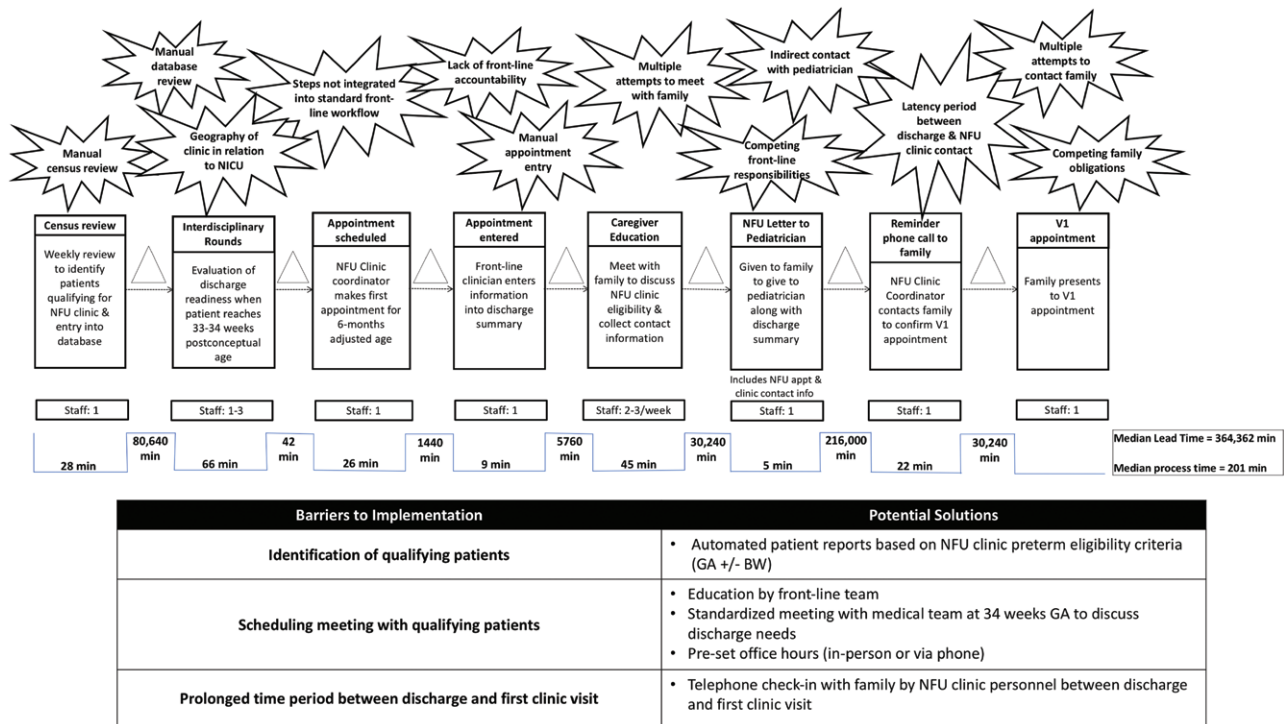 Manual
database
review
Steps not integrated
into standard front-
line workflow
Lack of front-line
accountability
Multiple
attempts to meet
with family
Indirect contact
with pediatrician
Latency period
between
discharge & NFU
clinic contact
Multiple
attempts to
contact family
Manual
census review
Geography of
clinic in relation
to NICU
Manual
appointment
entry
Competing
front-line
responsibilities
Competing family
obligations
Census review
Weekly review
to identify
patients
qualifying for
NFU clinic &
entry into
database
Interdisciplinary
Rounds
Evaluation of
discharge
readiness when
patient reaches
33-34 weeks
postconceptual
age
Appointment
scheduled
NFU Clinic
coordinator
makes first
appointment for
6-months
adjusted age
Appointment
entered
Front-line
clinician enters
information
into discharge
summary
Caregiver
Education
Meet with
family to discuss
NFU clinic
eligibility &
collect contact
information
NFU Letter to
Pediatrician
Given to family
to give to
pediatrician
along with
discharge
summary
Includes NFU appt &
clinic contact info
Reminder
phone call to
family
NFU Clinic
Coordinator
contacts family
to confirm V1
appointment
V1
appointment
Family presents
to V1
appointment
Staff: 1
Staff: 1-3
Staff: 1
Staff: 1
Staff: 2-3/week
Staff: 1
Staff: 1
Staff: 1
28 min
80,640
min
66 min
42
min
26 min
1440
min
9 min
5760
min
45 min
30,240
min
5 min
216,000
min
22 min
30,240
min
Median Lead Time = 364,362 min
Median process time = 201 min
Barriers to Implementation
Potential Solutions
Identification of qualifying patients
• Automated patient reports based on NFU clinic preterm eligibility criteria
(GA +/- BW)
Scheduling meeting with qualifying patients
• Education by front-line team
• Standardized meeting with medical team at 34 weeks GA to discuss
discharge needs
• Pre-set office hours (in-person or via phone)
Prolonged time period between discharge and first clinic visit
• Telephone check-in with family by NFU clinic personnel between discharge
and first clinic visit